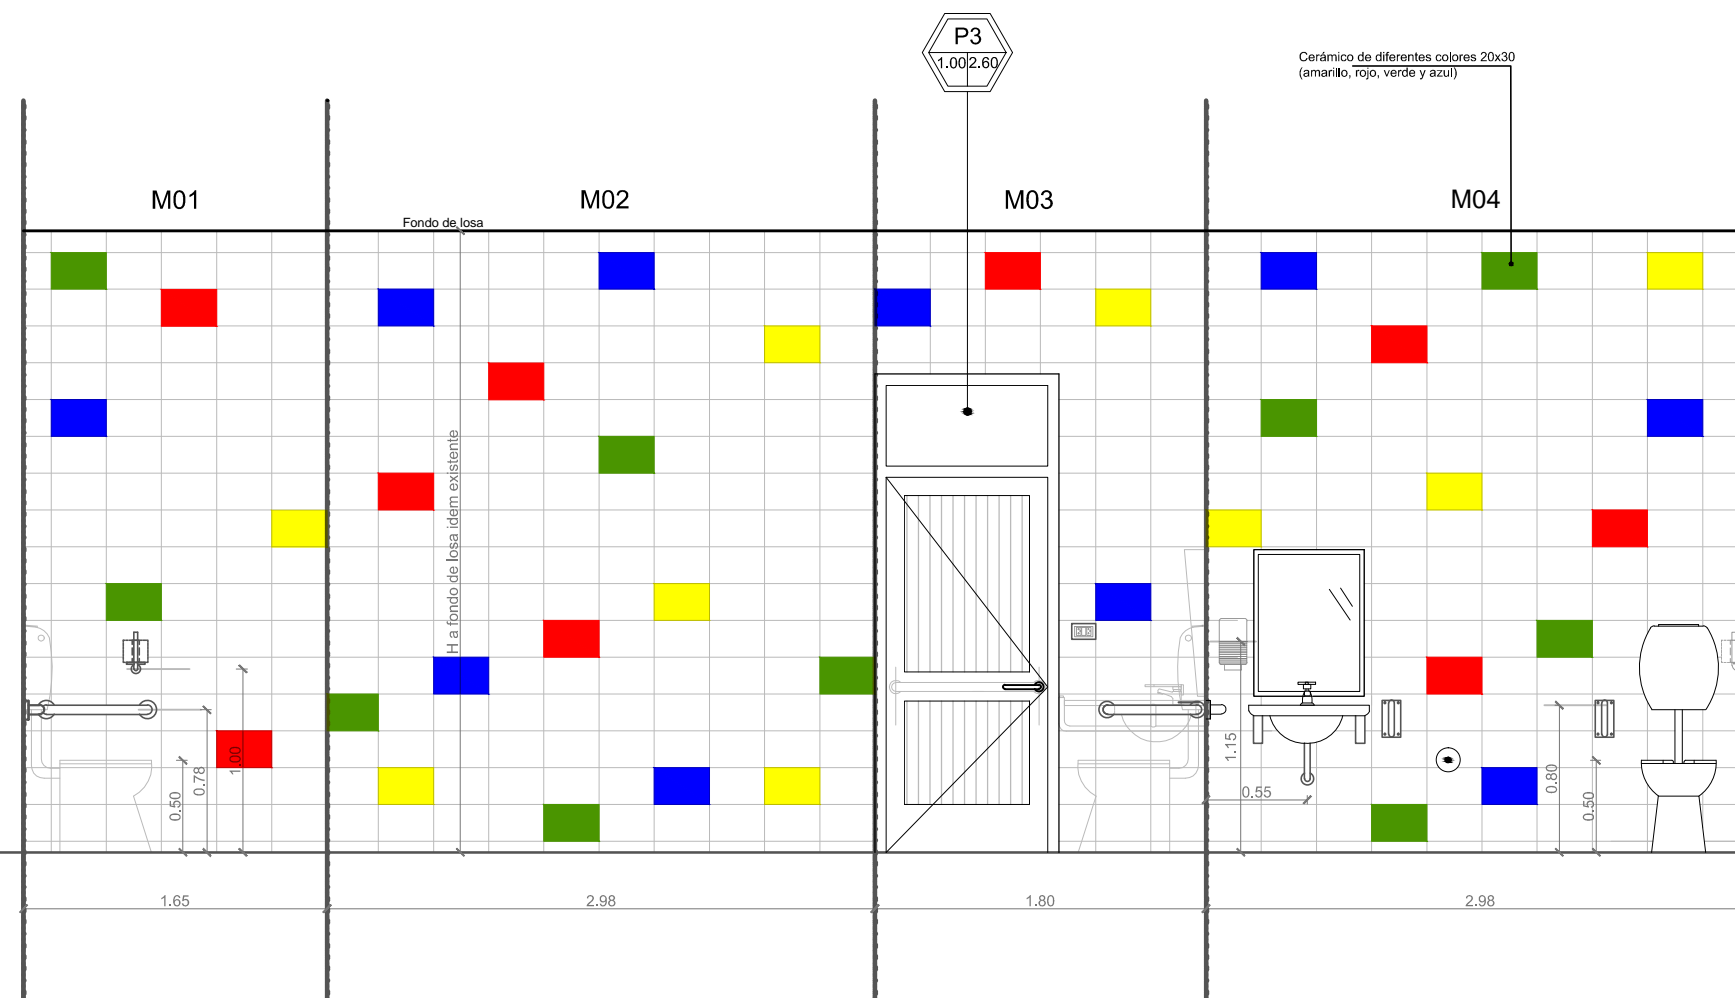 P3
1.00 2.60
Cerámico de diferentes colores 20x30
(amarillo, rojo, verde y azul)
M01
M02
M03
M04
Fondo de losa
H a fondo de losa idem existente
0.50
0.78
1.00
1.15
0.55
0.80
0.50
1.65
2.98
1.80
2.98